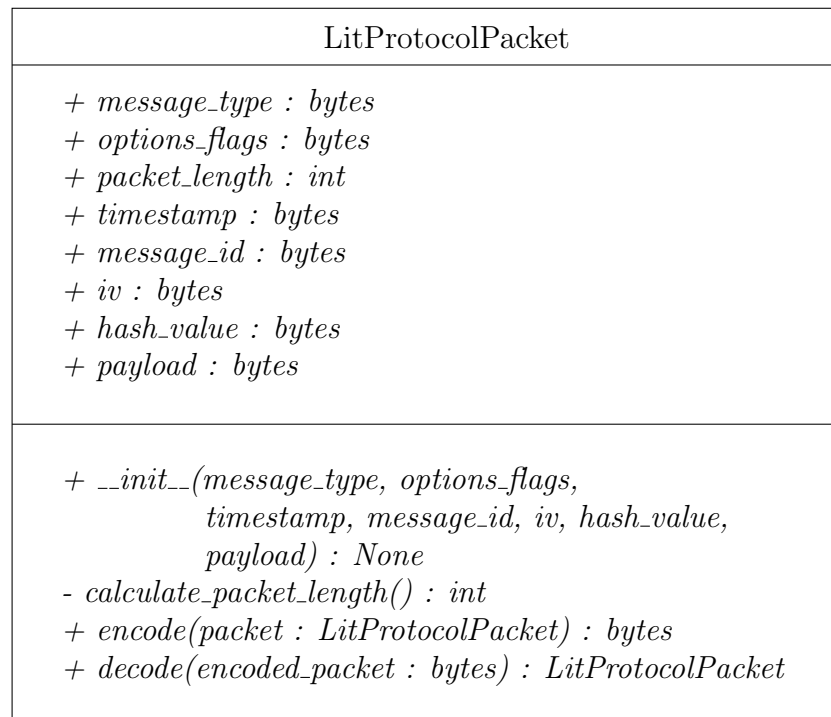 LitProtocolPacket
+ message_type : bytes
+ options_flags : bytes
+ packet_length : int
+ timestamp : bytes
+ message_id : bytes
+ iv : bytes
+ hash_value : bytes
+ payload : bytes
+ __init__(message_type, options_flags,
timestamp, message_id, iv, hash_value,
payload) : None
- calculate_packet_length() : int
+ encode(packet : LitProtocolPacket) : bytes
+ decode(encoded_packet : bytes) : LitProtocolPacket